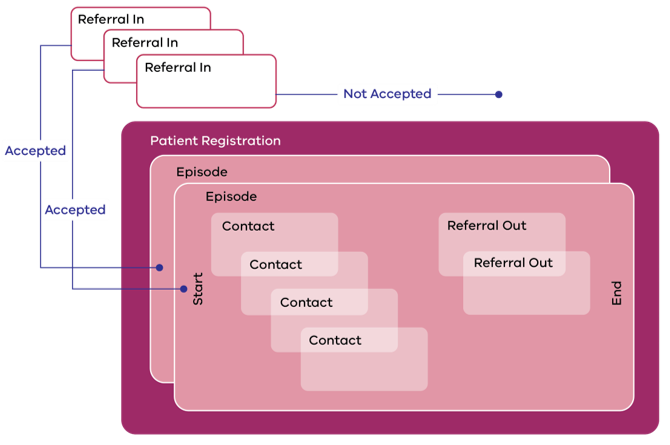 Referral In
Referral In
Referral In
Not Accepted
Accepted
Accepted
Patient Registration
Episode
Episode
Contact
Contact
Contact
Contact
Referral Out
Referral Out
Start
End